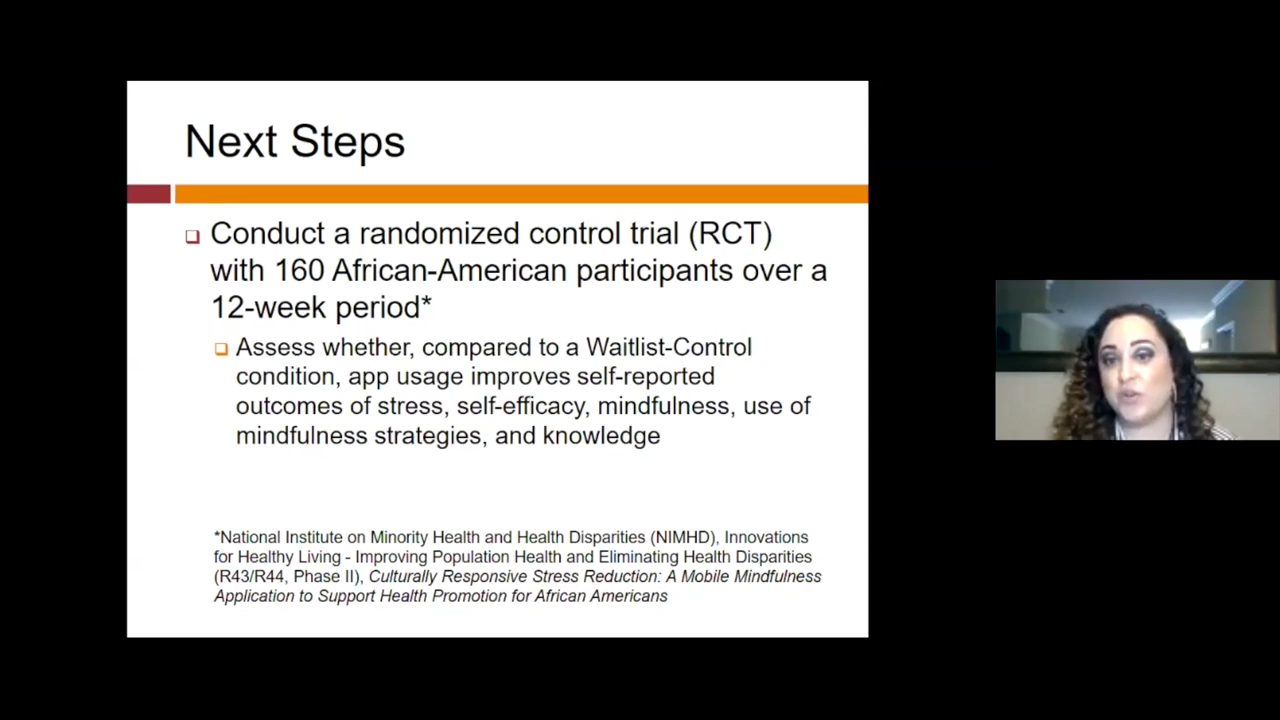 Next Steps
Conduct a randomized control trial (RCT)
with 160 African-American participants over a
12-week period*
Assess whether, compared to a Waitlist-Control
condition, app usage improves self-reported
outcomes of stress, self-efficacy, mindfulness, use of
mindfulness strategies, and knowledge
*National Institute on Minority Health and Health Disparities (NIMHD), Innovations
for Healthy Living - Improving Population Health and Eliminating Health Disparities
(R43/R44, Phase II), Culturally Responsive Stress Reduction: A Mobile Mindfulness
Application to Support Health Promotion for African Americans